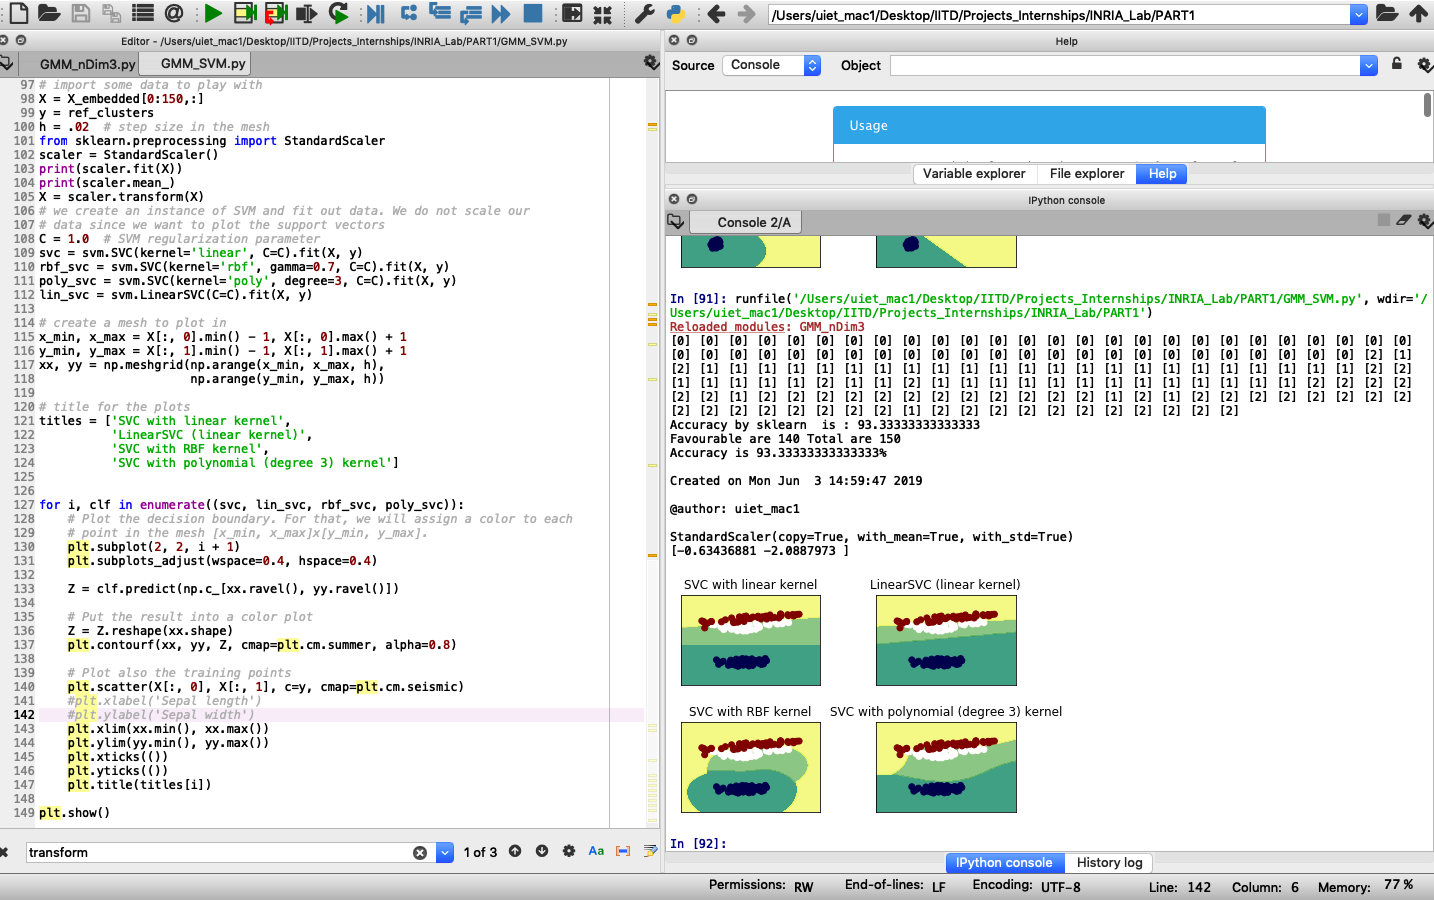 /Users/uiet_mac1/Desktop/IITD/Projects_Internships/INRIA_Lab/PART1
Editor - /Users/uiet_mac1/Desktop/IITD/Projects_Internships/INRIA_Lab/PART1/GMM_SVM.py
GMM_nDim3.py GMM_SVM.py
97 # import some data to play with
98 X = X_embedded[0:150,:]
99 y = ref_clusters
100 h = .02  # step size in the mesh
101 from sklearn.preprocessing import StandardScaler
102 scaler = StandardScaler()
103 print(scaler.fit(X))
104 print(scaler.mean_)
105 X = scaler.transform(X)
106 # we create an instance of SVM and fit out data. We do not scale our
107 # data since we want to plot the support vectors
108 C = 1.0  # SVM regularization parameter
109 svc = svm.SVC(kernel='linear', C=C).fit(X, y)
110 rbf_svc = svm.SVC(kernel='rbf', gamma=0.7, C=C).fit(X, y)
111 poly_svc = svm.SVC(kernel='poly', degree=3, C=C).fit(X, y)
112 lin_svc = svm.LinearSVC(C=C).fit(X, y)
113
114 # create a mesh to plot in
115 x_min, x_max = X[:, 0].min() - 1, X[:, 0].max() + 1
116 y_min, y_max = X[:, 1].min() - 1, X[:, 1].max() + 1
117 xx, yy = np.meshgrid(np.arange(x_min, x_max, h),
118                      np.arange(y_min, y_max, h))
119
120 # title for the plots
121 titles = ['SVC with linear kernel',
122           'LinearSVC (linear kernel)',
123           'SVC with RBF kernel',
124           'SVC with polynomial (degree 3) kernel']
125
126
127 for i, clf in enumerate((svc, lin_svc, rbf_svc, poly_svc)):
128     # Plot the decision boundary. For that, we will assign a color to each
129     # point in the mesh [x_min, x_max]x[y_min, y_max].
130     plt.subplot(2, 2, i + 1)
131     plt.subplots_adjust(wspace=0.4, hspace=0.4)
132
133     Z = clf.predict(np.c_[xx.ravel(), yy.ravel()])
134
135     # Put the result into a color plot
136     Z = Z.reshape(xx.shape)
137     plt.contourf(xx, yy, Z, cmap=plt.cm.summer, alpha=0.8)
138
139     # Plot also the training points
140     plt.scatter(X[:, 0], X[:, 1], c=y, cmap=plt.cm.seismic)
141     #plt.xlabel('Sepal length')
142     #plt.ylabel('Sepal width')
143     plt.xlim(xx.min(), xx.max())
144     plt.ylim(yy.min(), yy.max())
145     plt.xticks(())
146     plt.yticks(())
147     plt.title(titles[i])
148
149 plt.show()
transform 1 of 3 Aa
Help
Source Console Object
Usage
Variable explorer File explorer Help
IPython console
Console 2/A
In [91]: runfile('/Users/uiet_mac1/Desktop/IITD/Projects_Internships/INRIA_Lab/PART1/GMM_SVM.py', wdir='/
Users/uiet_mac1/Desktop/IITD/Projects_Internships/INRIA_Lab/PART1')
Reloaded modules: GMM_nDim3
[0] [0] [0] [0] [0] [0] [0] [0] [0] [0] [0] [0] [0] [0] [0] [0] [0] [0] [0] [0] [0] [0] [0] [0] [0] [0]
[0] [0] [0] [0] [0] [0] [0] [0] [0] [0] [0] [0] [0] [0] [0] [0] [0] [0] [0] [0] [0] [0] [0] [2] [2] [1]
[2] [1] [1] [1] [1] [1] [1] [1] [1] [1] [1] [1] [1] [1] [1] [1] [1] [1] [1] [1] [1] [1] [1] [1] [2] [1]
[1] [1] [1] [1] [1] [2] [1] [1] [2] [1] [1] [1] [1] [1] [1] [1] [1] [1] [1] [1] [1] [1] [2] [2] [2] [2]
[2] [2] [1] [2] [2] [2] [2] [2] [2] [2] [2] [2] [2] [2] [2] [1] [2] [1] [2] [2] [2] [2] [2] [2] [2] [2]
[2] [2] [2] [2] [2] [2] [2] [2] [1] [2] [2] [2] [2] [2] [2] [2] [2] [2] [2] [2]
Accuracy by sklearn  is : 93.33333333333333
Favourable are 140 Total are 150
Accuracy is 93.33333333333333%
Created on Mon Jun  3 14:59:47 2019
@author: uiet_mac1
StandardScaler(copy=True, with_mean=True, with_std=True)
[-0.63436881 -2.0887973 ]
SVC with linear kernel LinearSVC (linear kernel)
SVC with RBF kernel SVC with polynomial (degree 3) kernel
In [92]:
IPython console History log
Permissions: RW End-of-lines: LF Encoding: UTF-8 Line: 142 Column: 6 Memory: 77 %